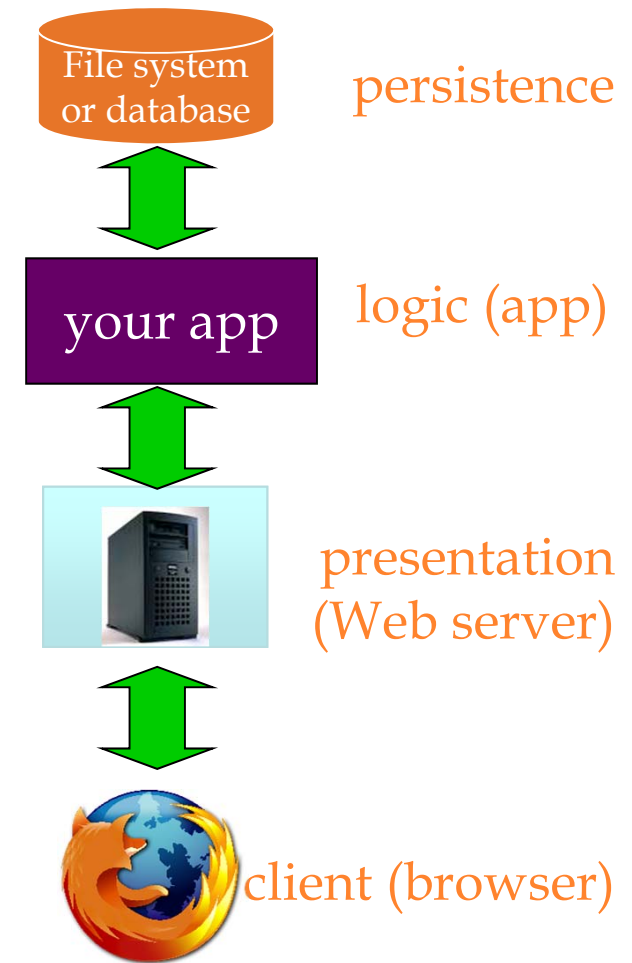 File system
or database
persistence
your app
logic (app)
presentation
(Web server)
client (browser)